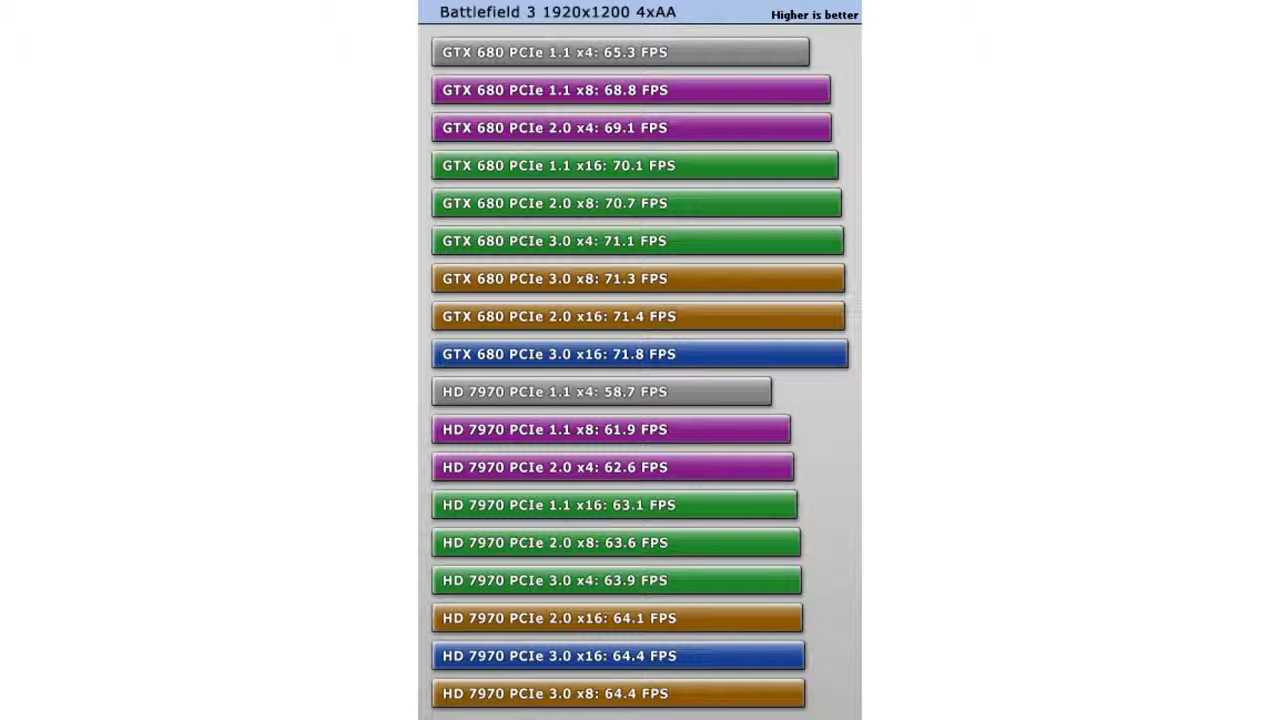 Battlefield 3 1920x1200 4xAA
Higher is better
GTX 680 PCIe 1.1 x4: 65.3 FPS
GTX 680 PCIe 1.1 x8: 68.8 FPS
GTX 680 PCIe 2.0 x4: 69.1 FPS
GTX 680 PCIe 1.1 x16: 70.1 FPS
GTX 680 PCIe 2.0 x8: 70.7 FPS
GTX 680 PCIe 3.0 x4: 71.1 FPS
GTX 680 PCIe 3.0 x8: 71.3 FPS
GTX 680 PCIe 2.0 x16: 71.4 FPS
GTX 680 PCIe 3.0 x16: 71.8 FPS
HD 7970 PCIe 1.1 x4: 58.7 FPS
HD 7970 PCIe 1.1 x8: 61.9 FPS
HD 7970 PCIe 2.0 x4: 62.6 FPS
HD 7970 PCIe 1.1 x16: 63.1 FPS
HD 7970 PCIe 2.0 x8: 63.6 FPS
HD 7970 PCIe 3.0 x4: 63.9 FPS
HD 7970 PCIe 2.0 x16: 64.1 FPS
HD 7970 PCIe 3.0 x16: 64.4 FPS
HD 7970 PCIe 3.0 x8: 64.4 FPS